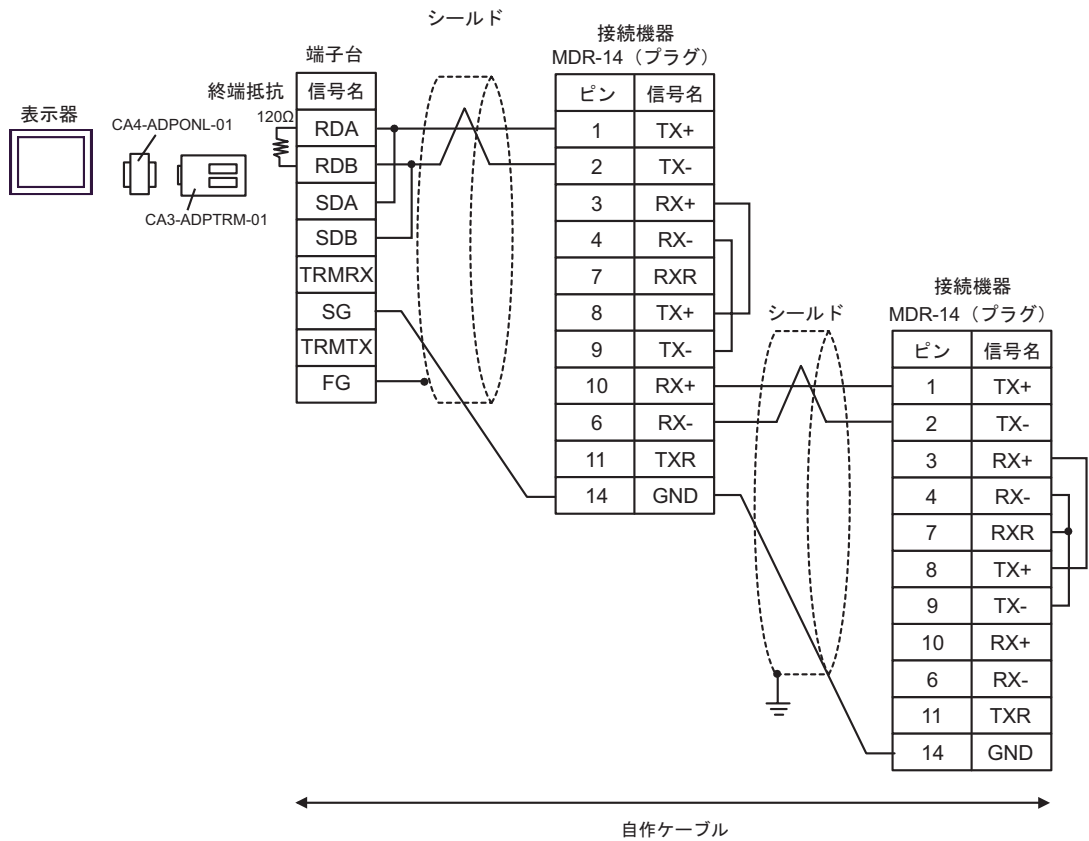 シールド
接続機器
MDR-14（プラグ）
端子台
終端抵抗
120Ω
表示器
CA4-ADPONL-01
CA3-ADPTRM-01
信号名
RDA
RDB
SDA
SDB
TRMRX
SG
TRMTX
FG
ピン 信号名
1 TX+
2 TX-
3 RX+
4 RX-
7 RXR
8 TX+
9 TX-
10 RX+
6 RX-
11 TXR
14 GND
シールド
接続機器
MDR-14（プラグ）
ピン 信号名
1 TX+
2 TX-
3 RX+
4 RX-
7 RXR
8 TX+
9 TX-
10 RX+
6 RX-
11 TXR
14 GND
自作ケーブル